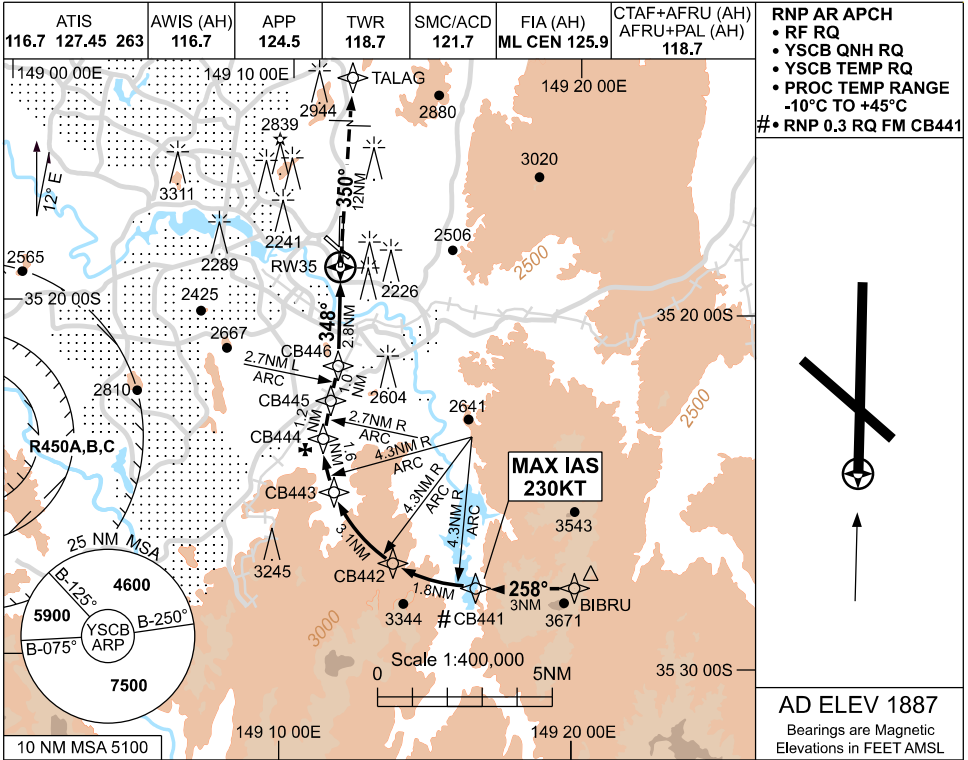 ATIS
116.7 127.45 263
AWIS (AH)
116.7
APP
124.5
TWR
118.7
SMC/ACD
121.7
FIA (AH)
ML CEN 125.9
CTAF+AFRU (AH)
AFRU+PAL (AH)
118.7
RNP AR APCH
• RF RQ
• YSCB QNH RQ
• YSCB TEMP RQ
• PROC TEMP RANGE
-10°C TO +45°C
#• RNP 0.3 RQ FM CB441
149 00 00E
149 10 00E
149 20 00E
TALAG
2944
2880
2839
3020
12° E
3311
350°
12NM
2241
2289
RW35
2506
2500
2226
2565
35 20 00S
35 20 00S
2425
348°
2.8NM
2667
CB446
2.7NM L
ARC
1.0
NM
2604
2810
CB445
2641
2500
1.2
NM
2.7NM R
ARC
R450A,B,C
CB444
4.3NM R
ARC
1.6
NM
MAX IAS
230KT
CB443
4.3NM R
ARC
4.3NM R
ARC
3543
3.1NM
25 NM MSA
3245
CB442
B-125°
4600
1.8NM
258°
3NM
BIBRU
5900
B-250°
3344
#CB441
3671
YSCB
ARP
3000
B-075°
Scale 1:400,000
0
5NM
35 30 00S
7500
149 10 00E
149 20 00E
10 NM MSA 5100
AD ELEV 1887
Bearings are Magnetic
Elevations in FEET AMSL